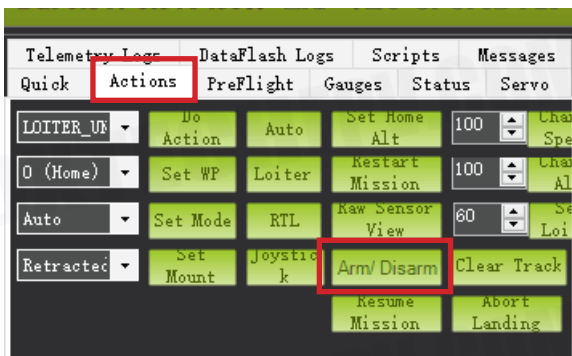 Telemetry Logs DataFlash Logs Scripts Messages
Quick Actions PreFlight Gauges Status Servo
LOITER_UN Do Action Auto Set Home Alt 100
0 (Home) Set WP Loiter Restart Mission 100
Auto Set Mode RTL Raw Sensor View 60
Retracted Set Mount Joystick Arm/ Disarm Clear Track
Resume Mission Abort Landing